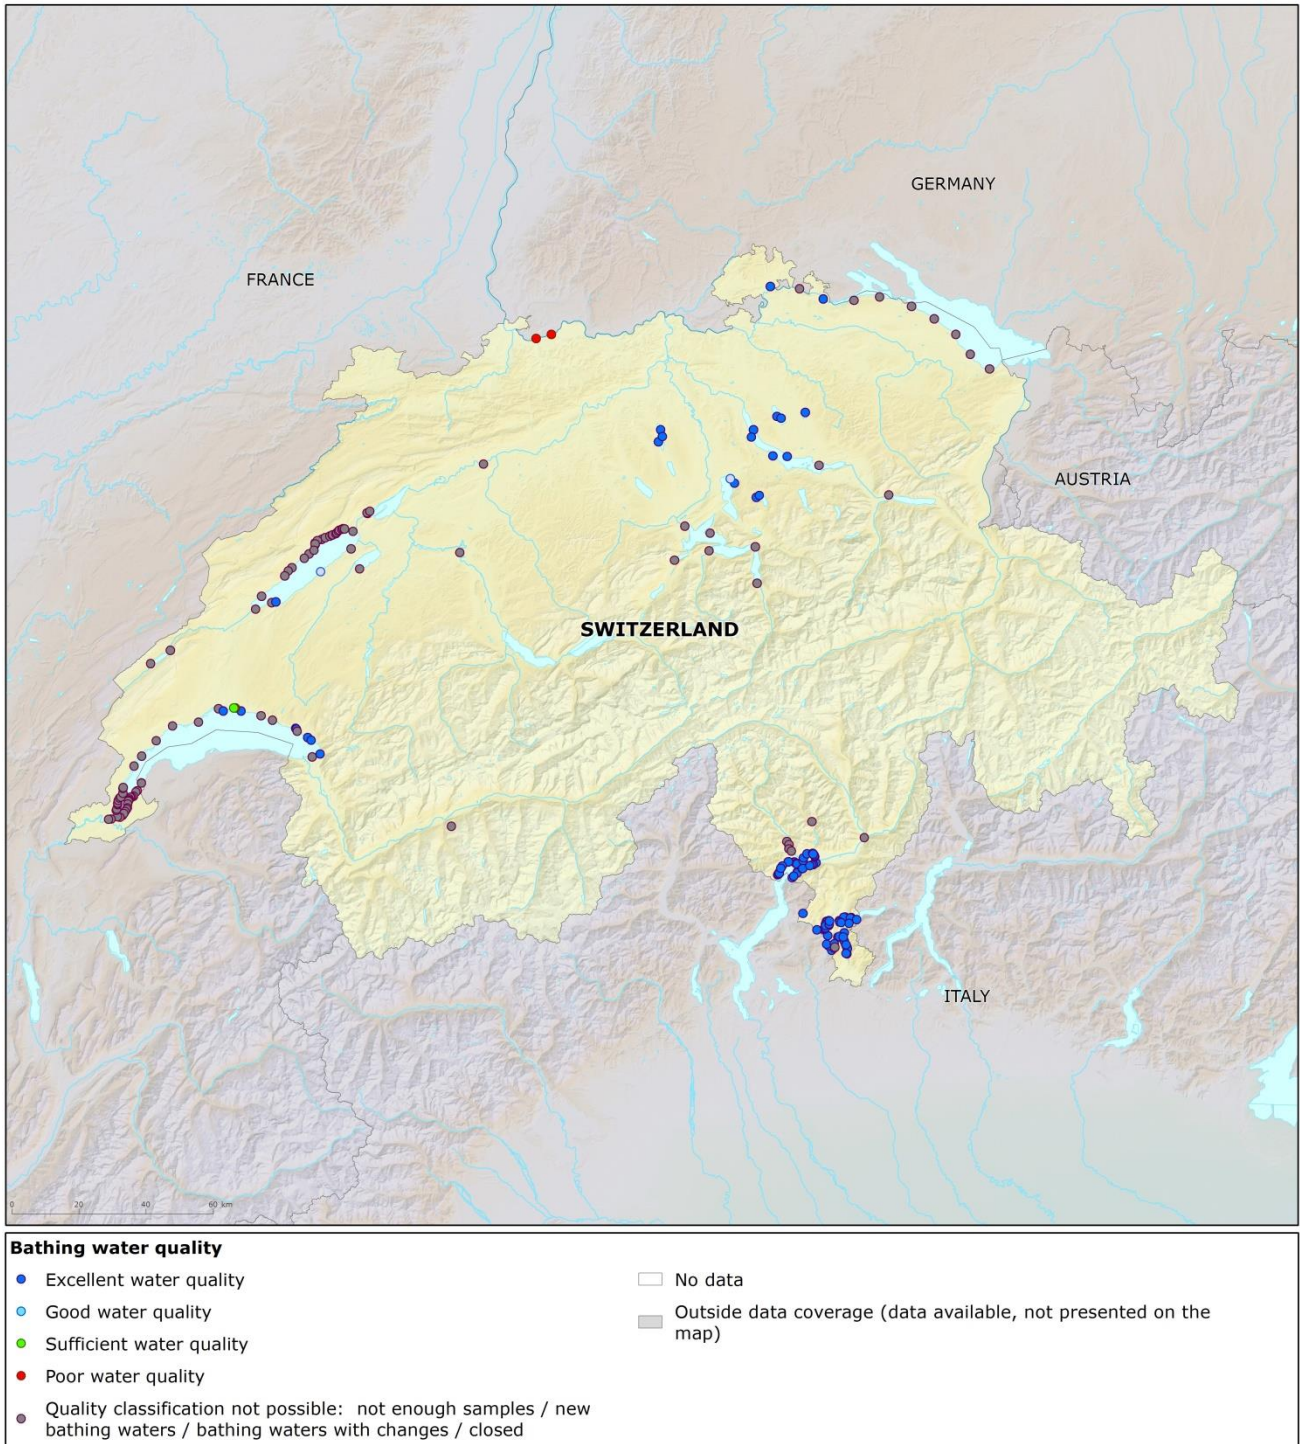 GERMANY
FRANCE
AUSTRIA
SWITZERLAND
ITALY
0 20 40 60 km
Bathing water quality
Excellent water quality
Good water quality
Sufficient water quality
Poor water quality
Quality classification not possible: not enough samples / new
bathing waters / bathing waters with changes / closed
No data
Outside data coverage (data available, not presented on the
map)